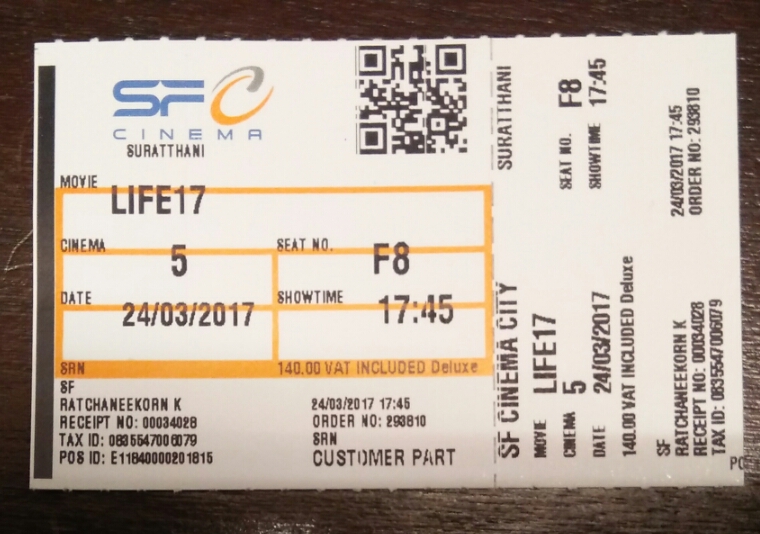 SFC
CINEMA
SURATTHANI
MOVIE
LIFE17
CINEMA
5
SEAT NO.
F8
DATE
24/03/2017
SHOWTIME
17:45
SRN
140.00 VAT INCLUDED Deluxe
SF
RATCHANEEKORN K
RECEIPT NO: 00034028
TAX ID: 0835547006079
POS ID: E11840000201815
24/03/2017 17:45
ORDER NO: 293810
SRN
CUSTOMER PART
SF CINEMA CITY
SURATTHANI
MOVIE LIFE17
CINEMA 5
DATE 24/03/2017
SEAT NO. F8
SHOWTIME 17:45
140.00 VAT INCLUDED Deluxe
SF
RATCHANEEKORN K
RECEIPT NO: 00034028
TAX ID: 0835547006079
24/03/2017 17:45
ORDER NO: 293810